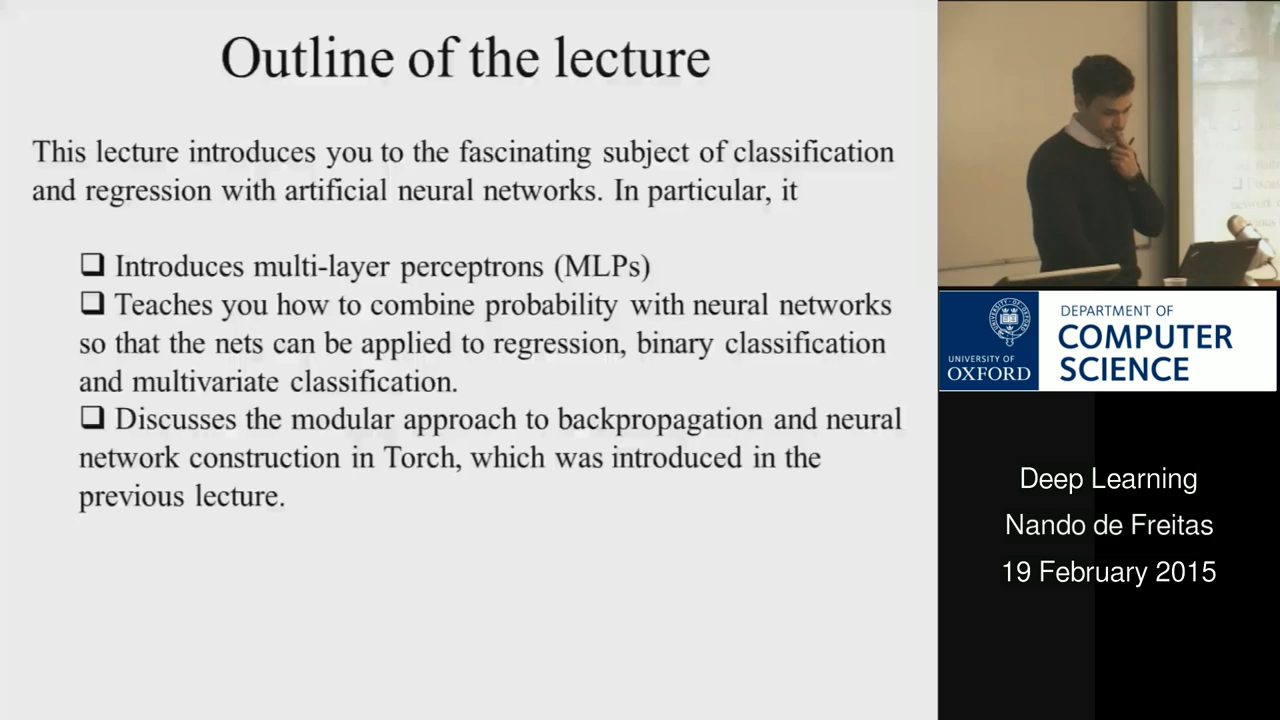 Outline of the lecture
This lecture introduces you to the fascinating subject of classification
and regression with artificial neural networks. In particular, it
❑ Introduces multi-layer perceptrons (MLPs)
❑ Teaches you how to combine probability with neural networks
so that the nets can be applied to regression, binary classification
and multivariate classification.
❑ Discusses the modular approach to backpropagation and neural
network construction in Torch, which was introduced in the
previous lecture.
UNIVERSITY OF
OXFORD
DEPARTMENT OF
COMPUTER
SCIENCE
Deep Learning
Nando de Freitas
19 February 2015